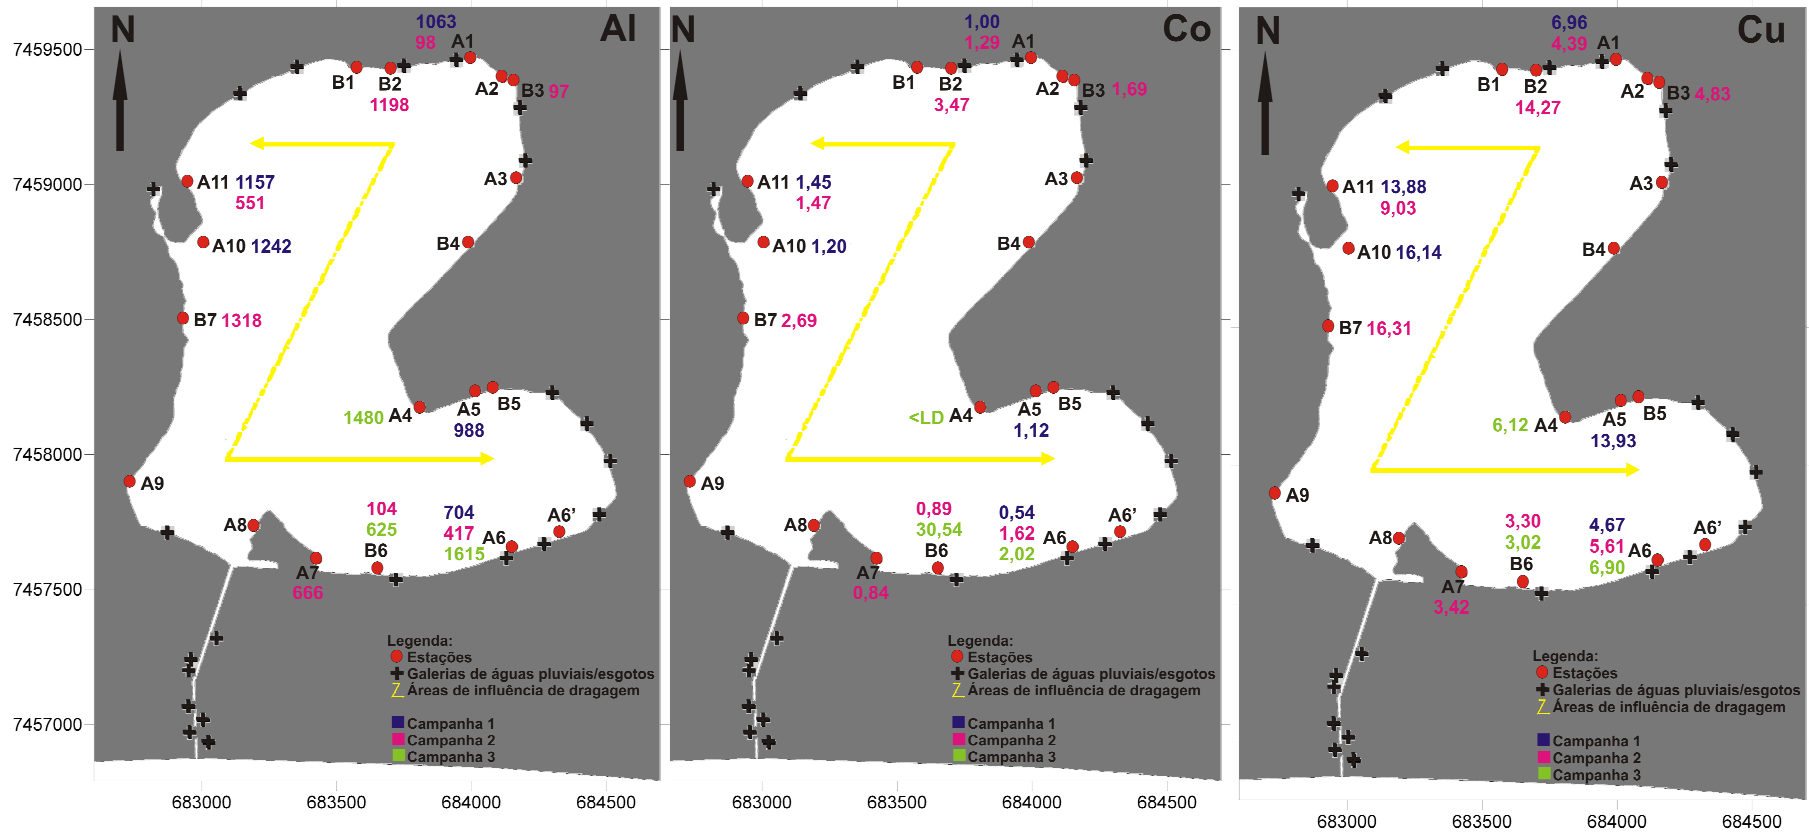 N
1063
98
A1
Al
B1
B2
1198
A2
B3 97
A11 1157
551
A3
A10 1242
B4
B7 1318
1480 A4
A5
988
B5
A9
A8
104
625
B6
704
417
1615
A6
A6’
A7
666
Legenda:
Estações
Galerias de águas pluviais/esgotos
Áreas de influência de dragagem
Campanha 1
Campanha 2
Campanha 3
7459500
7459000
7458500
7458000
7457500
7457000
683000 683500 684000 684500
N
1,00
1,29
A1
Co
B1
B2
3,47
A2
B3 1,69
A11 1,45
1,47
A3
A10 1,20
B4
B7 2,69
<LD A4
A5
1,12
B5
A9
A8
0,89
30,54
B6
0,54
1,62
2,02
A6
A6’
A7
0,84
Legenda:
Estações
Galerias de águas pluviais/esgotos
Áreas de influência de dragagem
Campanha 1
Campanha 2
Campanha 3
683000 683500 684000 684500
N
6,96
4,39
A1
Cu
B1
B2
14,27
A2
B3 4,83
A11 13,88
9,03
A3
A10 16,14
B4
B7 16,31
6,12 A4
A5
13,93
B5
A9
A8
3,30
3,02
B6
4,67
5,61
6,90
A6
A6’
A7
3,42
Legenda:
Estações
Galerias de águas pluviais/esgotos
Áreas de influência de dragagem
Campanha 1
Campanha 2
Campanha 3
683000 683500 684000 684500